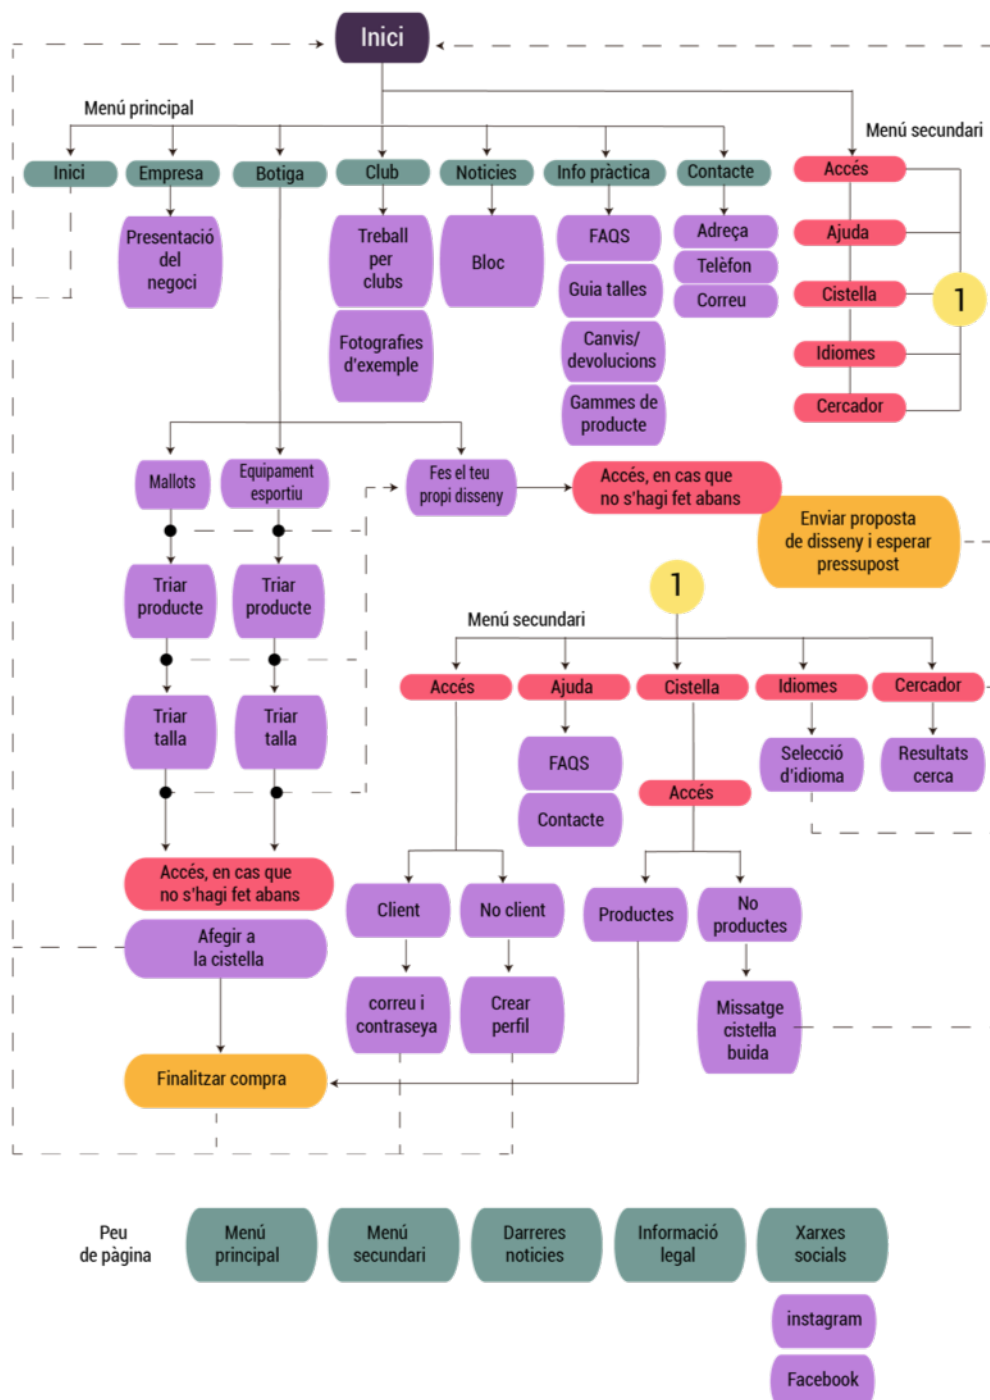 Inici
Menú principal
Menú secundari
Inici
Empresa
Botiga
Club
Noticies
Info pràctica
Contacte
Accés
Ajuda
Cistella
Idiomes
Cercador
1
Presentació
del
negoci
Treball
per
clubs
Fotografies
d'exemple
Bloc
FAQS
Guia talles
Canvis/
devolucions
Gammes de
producte
Adreça
Telèfon
Correu
Mallots
Equipament
esportiu
Fes el teu
propi disseny
Accés, en cas que
no s'hagi fet abans
Enviar proposta
de disseny i esperar
pressupost
Triar
producte
Triar
producte
Triar
talla
Triar
talla
Accés, en cas que
no s'hagi fet abans
Afegir a
la cistella
Finalitzar compra
1
Menú secundari
Accés
Ajuda
Cistella
Idiomes
Cercador
FAQS
Contacte
Accés
Selecció
d'idioma
Resultats
cerca
Client
No client
Productes
No
productes
correu i
contraseya
Crear
perfil
Missatge
cistella
buida
Peu
de pàgina
Menú
principal
Menú
secundari
Darreres
noticies
Informació
legal
Xarxes
socials
instagram
Facebook